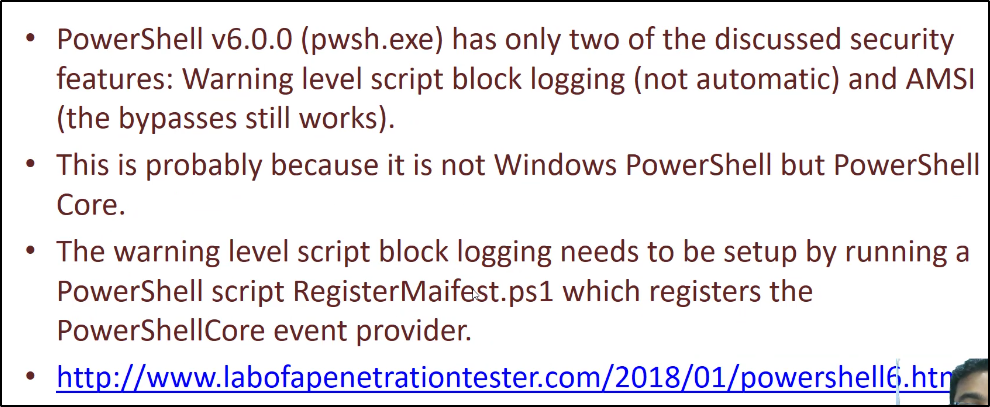 • PowerShell v6.0.0 (pwsh.exe) has only two of the discussed security
features: Warning level script block logging (not automatic) and AMSI
(the bypasses still works).
• This is probably because it is not Windows PowerShell but PowerShell
Core.
• The warning level script block logging needs to be setup by running a
PowerShell script RegisterMaifest.ps1 which registers the
PowerShellCore event provider.
• http://www.labofapenetrationtester.com/2018/01/powershell6.htm